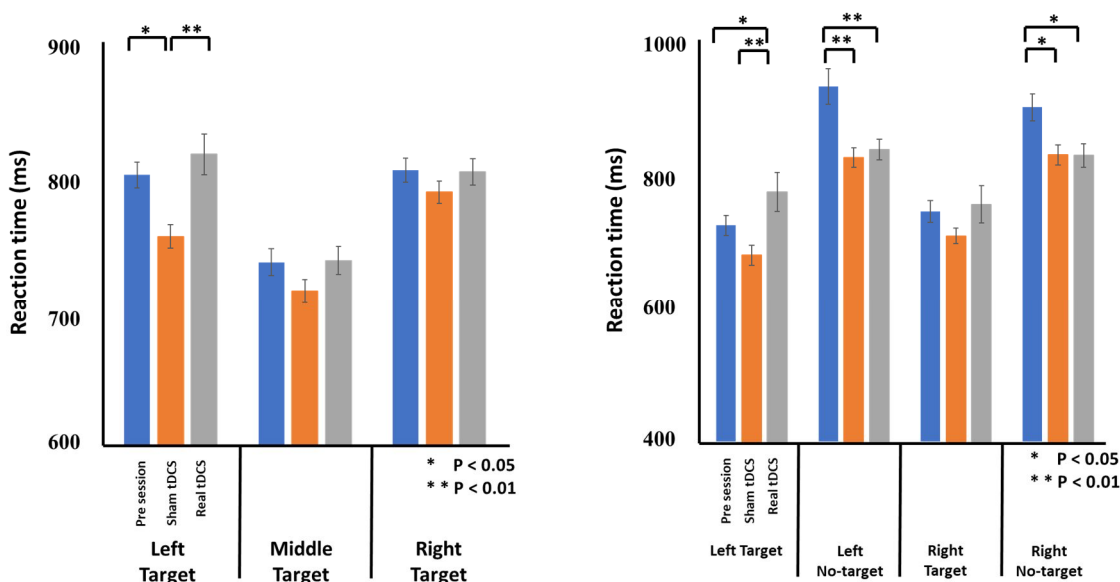 * **
900
800
700
600
Reaction time (ms)
Pre session
Sham tDCS
Real tDCS
* P < 0.05
** P < 0.01
Left
Target
Middle
Target
Right
Target
* ** ** ** * *
1000
800
600
400
Reaction time (ms)
Pre session
Sham tDCS
Real tDCS
* P < 0.05
** P < 0.01
Left Target
Left
No-target
Right
Target
Right
No-target